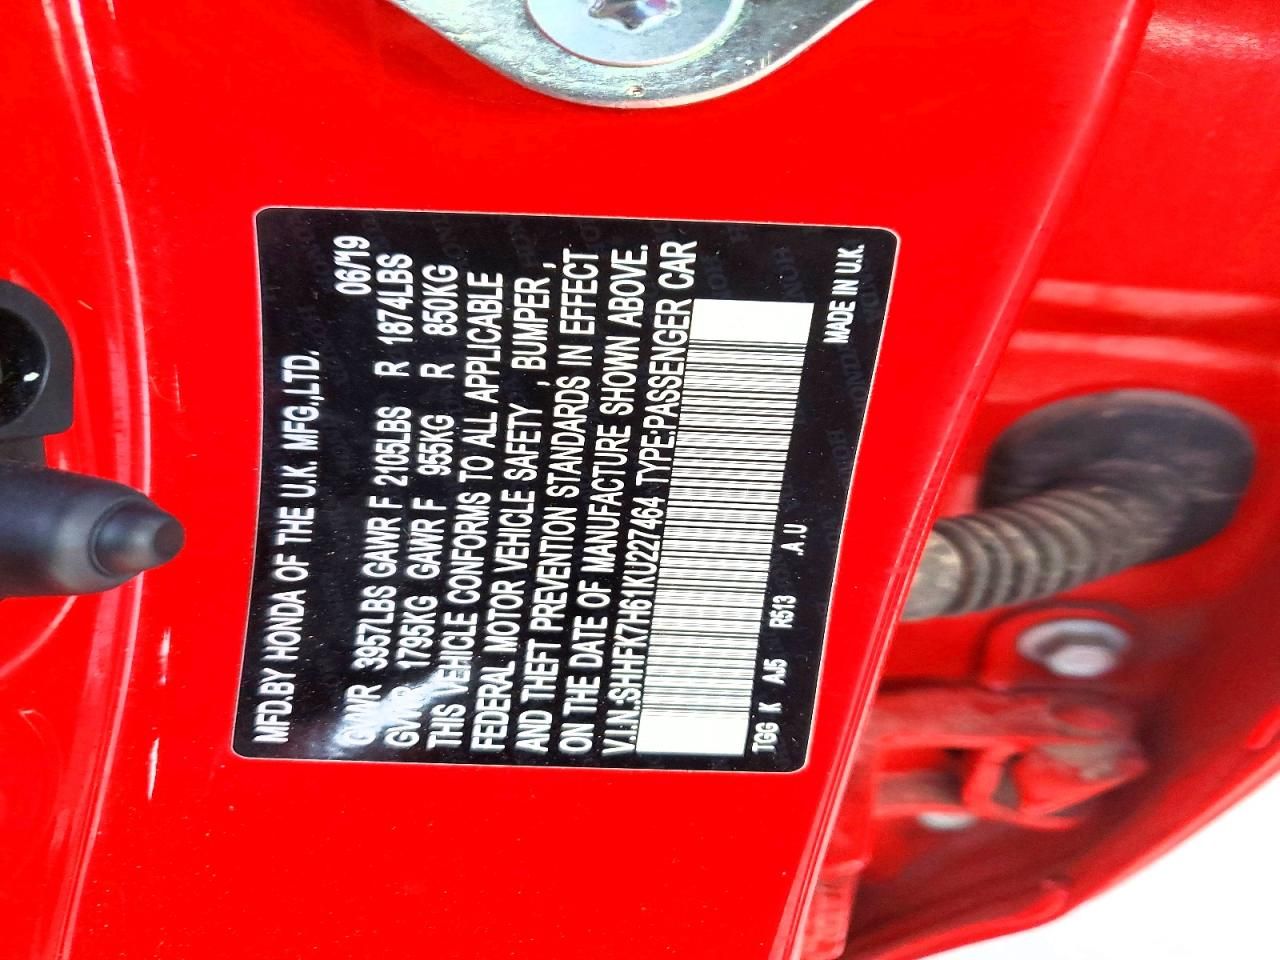 MFD.BY HONDA OF THE U.K. MFG.,LTD. 06/19
GVWR 3957LBS GAWR F 2105LBS R 1874LBS
GVWR 1795KG GAWR F 955KG R 850KG
THIS VEHICLE CONFORMS TO ALL APPLICABLE
FEDERAL MOTOR VEHICLE SAFETY , BUMPER ,
AND THEFT PREVENTION STANDARDS IN EFFECT
ON THE DATE OF MANUFACTURE SHOWN ABOVE.
V.I.N.:SHHFK7H61KU227464 TYPE:PASSENGER CAR
TGG K AJ5 R513 .A.U MADE IN U.K.